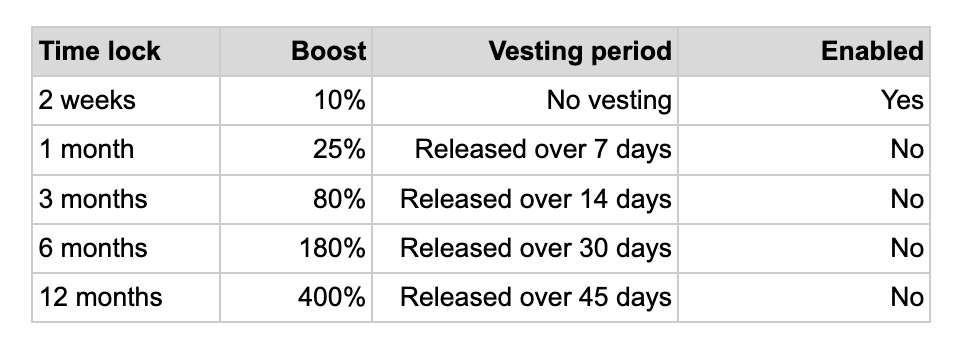 Time lock Boost Vesting period Enabled
2 weeks 10% No vesting Yes
1 month 25% Released over 7 days No
3 months 80% Released over 14 days No
6 months 180% Released over 30 days No
12 months 400% Released over 45 days No